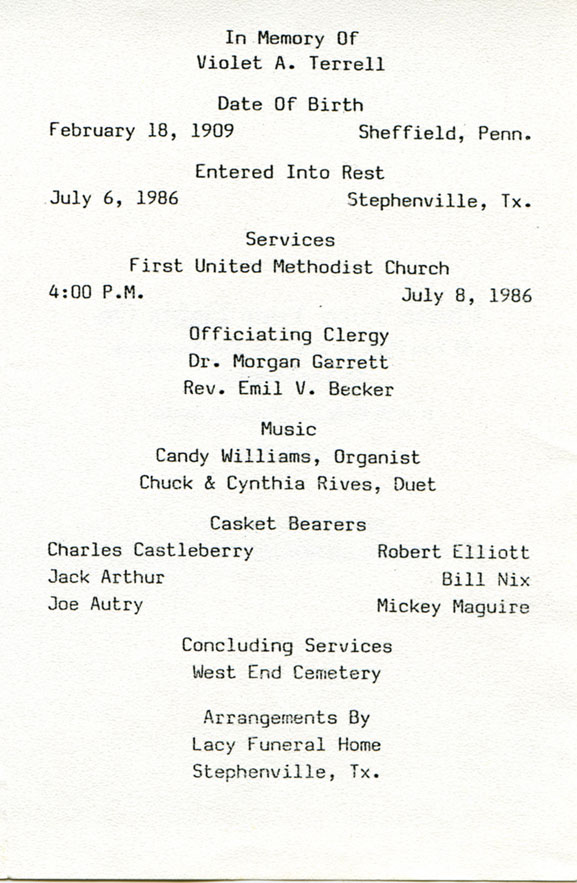 In Memory Of
Violet A. Terrell
Date Of Birth
February 18, 1909 Sheffield, Penn.
Entered Into Rest
July 6, 1986 Stephenville, Tx.
Services
First United Methodist Church
4:00 P.M. July 8, 1986
Officiating Clergy
Dr. Morgan Garrett
Rev. Emil V. Becker
Music
Candy Williams, Organist
Chuck & Cynthia Rives, Duet
Casket Bearers
Charles Castleberry Robert Elliott
Jack Arthur Bill Nix
Joe Autry Mickey Maguire
Concluding Services
West End Cemetery
Arrangements By
Lacy Funeral Home
Stephenville, Tx.